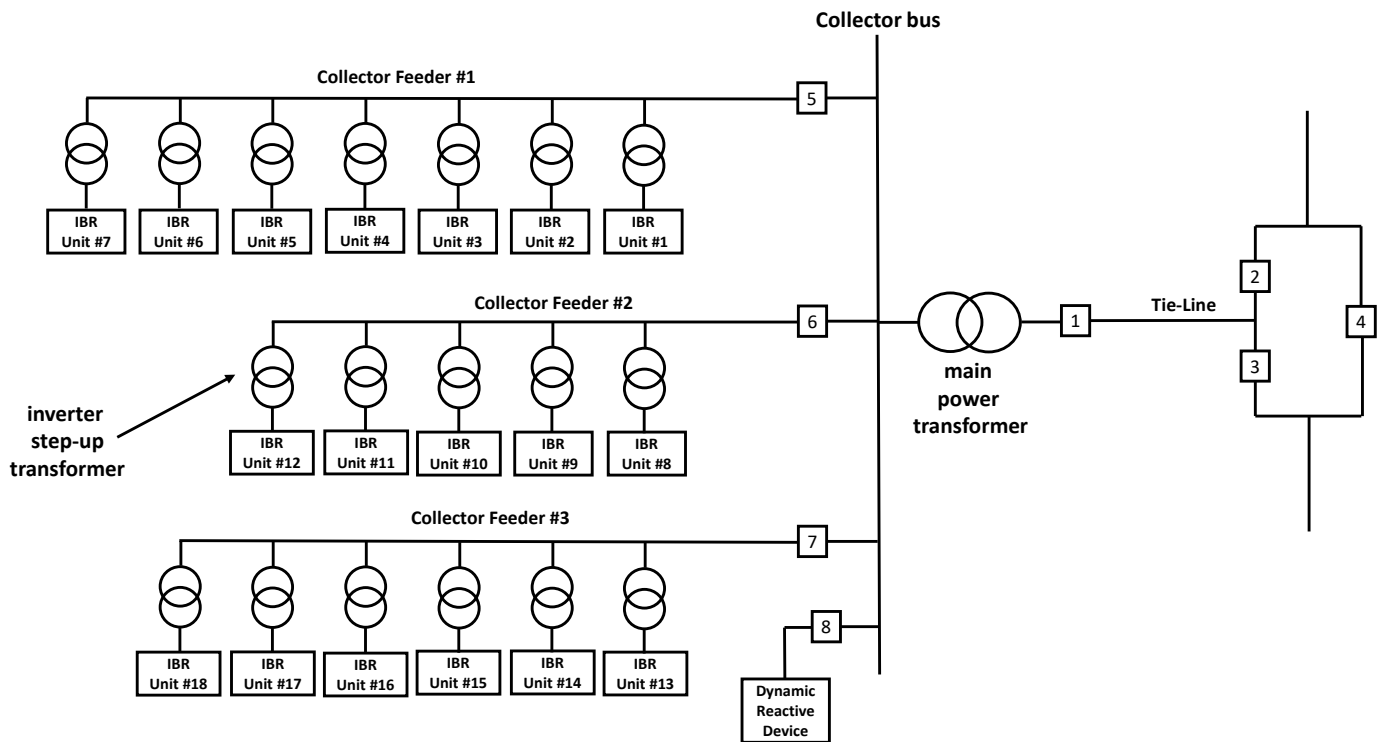 Collector bus
Collector Feeder #1
5
IBR
Unit #7
IBR
Unit #6
IBR
Unit #5
IBR
Unit #4
IBR
Unit #3
IBR
Unit #2
IBR
Unit #1
2
Collector Feeder #2
6
1
Tie-Line
4
3
main
power
transformer
inverter
step-up
transformer
IBR
Unit #12
IBR
Unit #11
IBR
Unit #10
IBR
Unit #9
IBR
Unit #8
Collector Feeder #3
7
8
IBR
Unit #18
IBR
Unit #17
IBR
Unit #16
IBR
Unit #15
IBR
Unit #14
IBR
Unit #13
Dynamic
Reactive
Device